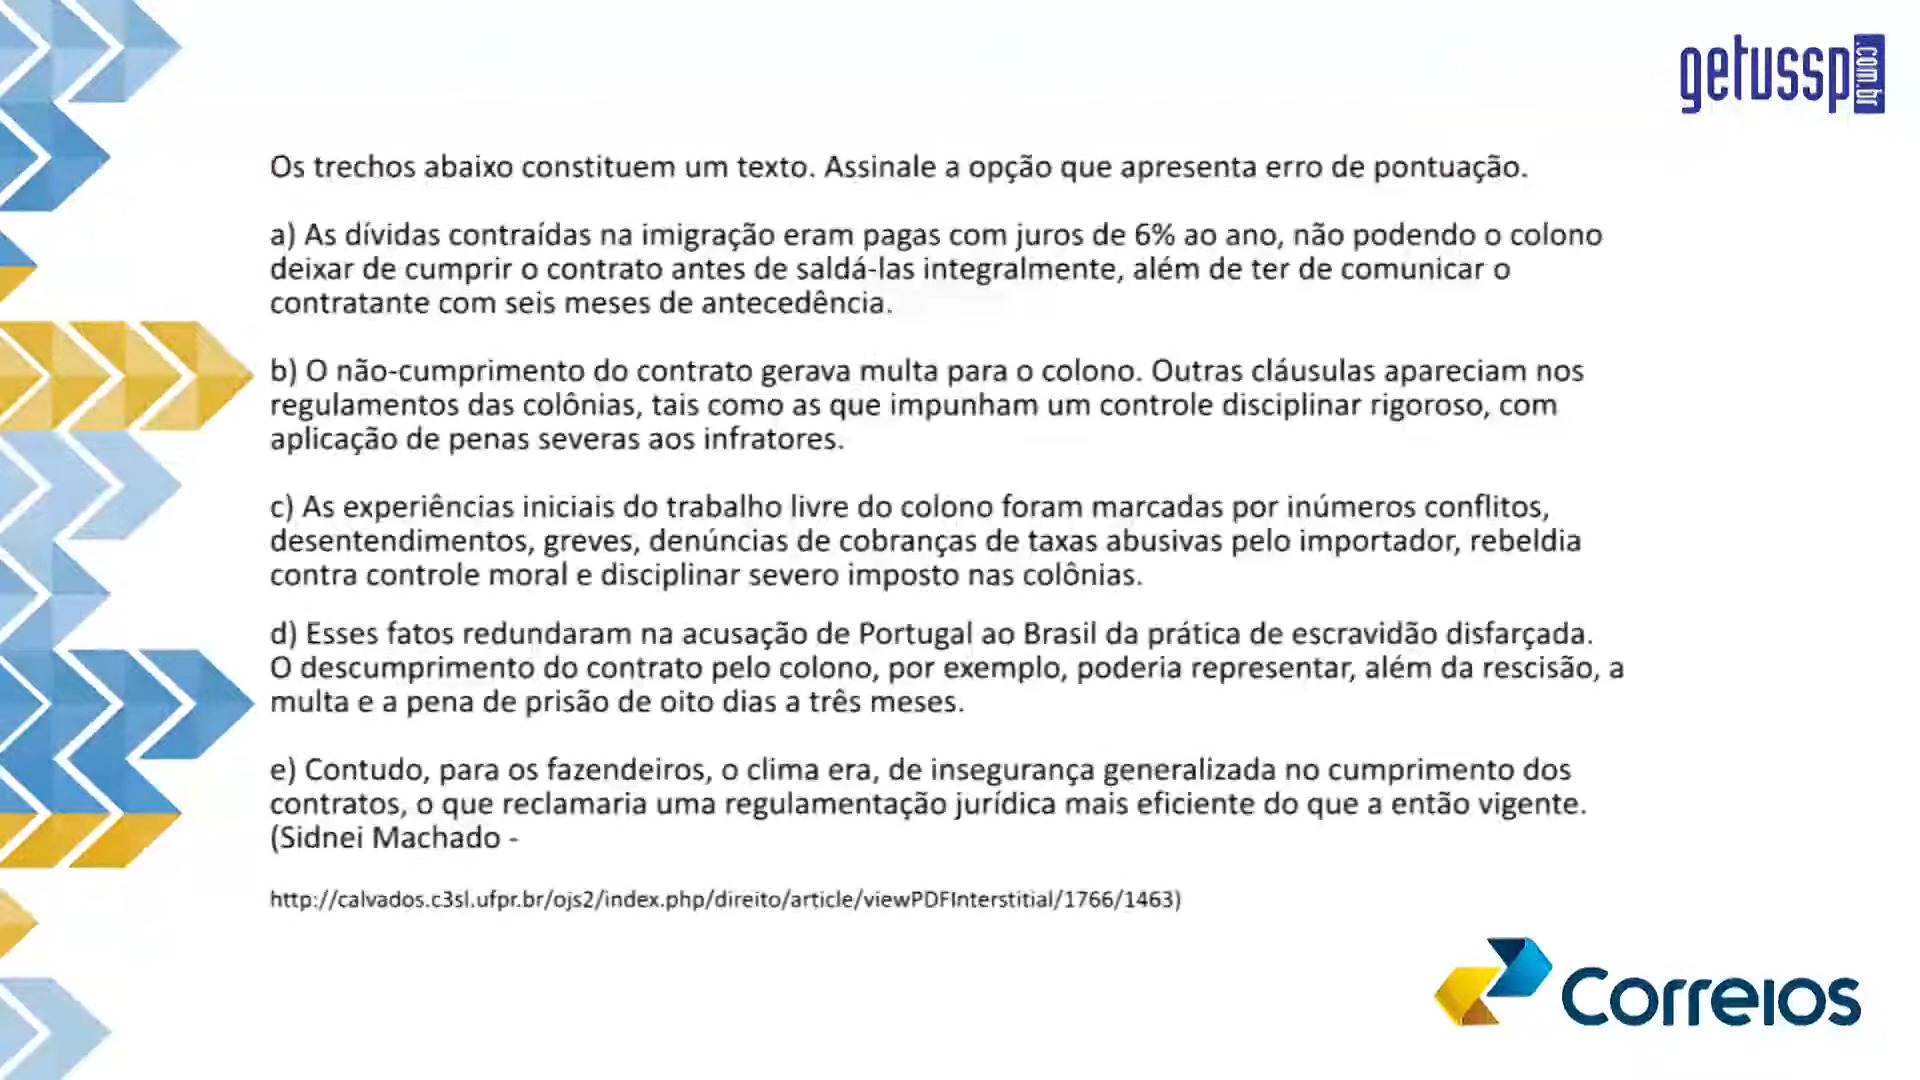 getussp.com.br
Os trechos abaixo constituem um texto. Assinale a opção que apresenta erro de pontuação.
a) As dívidas contraídas na imigração eram pagas com juros de 6% ao ano, não podendo o colono
deixar de cumprir o contrato antes de saldá-las integralmente, além de ter de comunicar o
contratante com seis meses de antecedência.
b) O não-cumprimento do contrato gerava multa para o colono. Outras cláusulas apareciam nos
regulamentos das colônias, tais como as que impunham um controle disciplinar rigoroso, com
aplicação de penas severas aos infratores.
c) As experiências iniciais do trabalho livre do colono foram marcadas por inúmeros conflitos,
desentendimentos, greves, denúncias de cobranças de taxas abusivas pelo importador, rebeldia
contra controle moral e disciplinar severo imposto nas colônias.
d) Esses fatos redundaram na acusação de Portugal ao Brasil da prática de escravidão disfarçada.
O descumprimento do contrato pelo colono, por exemplo, poderia representar, além da rescisão, a
multa e a pena de prisão de oito dias a três meses.
e) Contudo, para os fazendeiros, o clima era, de insegurança generalizada no cumprimento dos
contratos, o que reclamaria uma regulamentação jurídica mais eficiente do que a então vigente.
(Sidnei Machado -
http://calvados.c3sl.ufpr.br/ojs2/index.php/direito/article/viewPDFInterstitial/1766/1463)
Correios